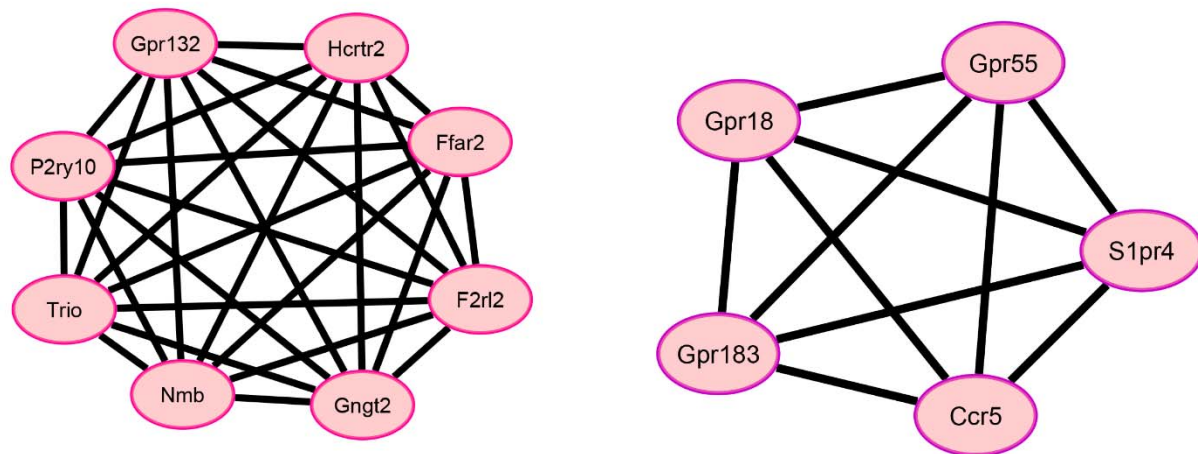 Gpr132
Hcrtr2
Ffar2
P2ry10
F2rl2
Trio
Nmb
Gngt2
Gpr55
Gpr18
S1pr4
Gpr183
Ccr5